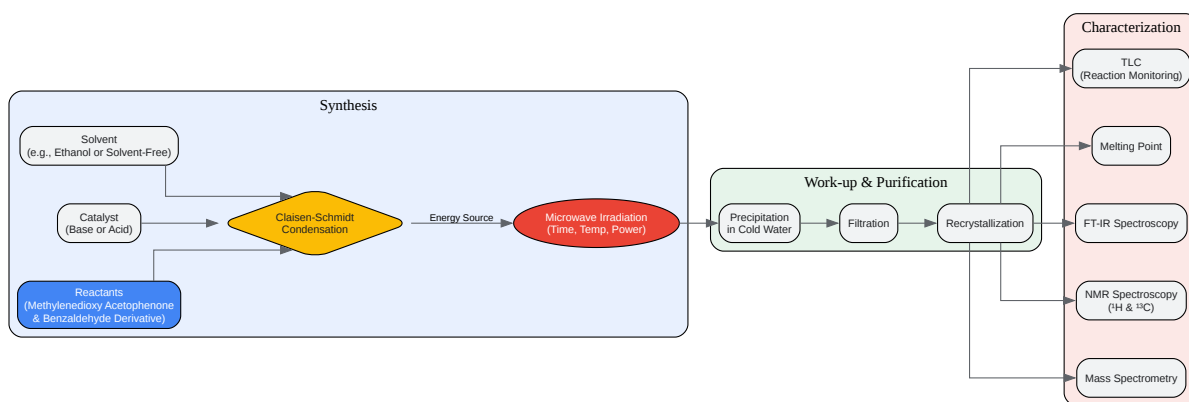 Synthesis
Solvent
(e.g., Ethanol or Solvent-Free)
Catalyst
(Base or Acid)
Reactants
(Methylenedioxy Acetophenone
& Benzaldehyde Derivative)
Claisen-Schmidt
Condensation
Energy Source
Microwave Irradiation
(Time, Temp, Power)
Work-up & Purification
Precipitation
in Cold Water
Filtration
Recrystallization
Characterization
TLC
(Reaction Monitoring)
Melting Point
FT-IR Spectroscopy
NMR Spectroscopy
(¹H & ¹³C)
Mass Spectrometry